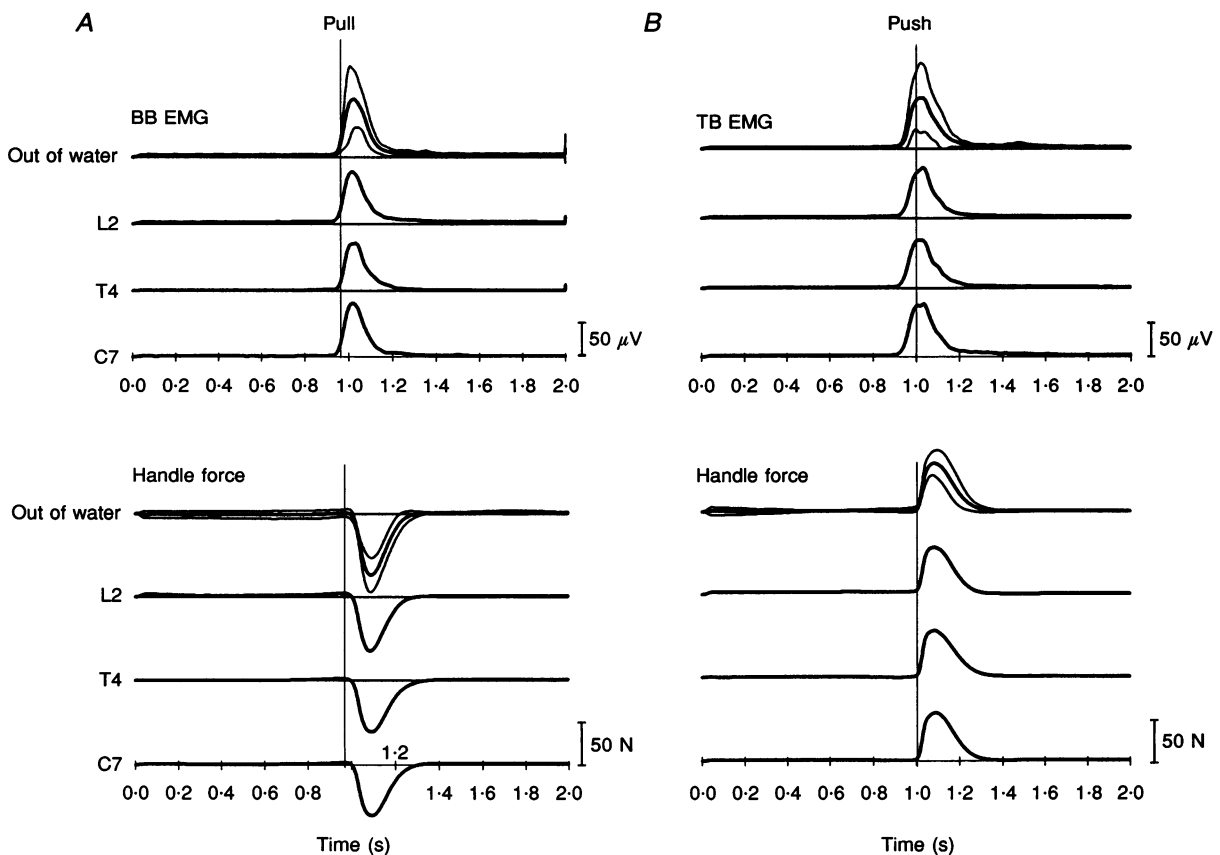 A
Pull
BB EMG
Out of water
L2
T4
C7
50 μV
0·0 0·2 0·4 0·6 0·8 1·0 1·2 1·4 1·6 1·8 2·0
Handle force
Out of water
L2
T4
C7
1·2
50 N
0·0 0·2 0·4 0·6 0·8 1·4 1·6 1·8 2·0
Time (s)
B
Push
TB EMG
50 μV
0·0 0·2 0·4 0·6 0·8 1·0 1·2 1·4 1·6 1·8 2·0
Handle force
50 N
0·0 0·2 0·4 0·6 0·8 1·0 1·2 1·4 1·6 1·8 2·0
Time (s)